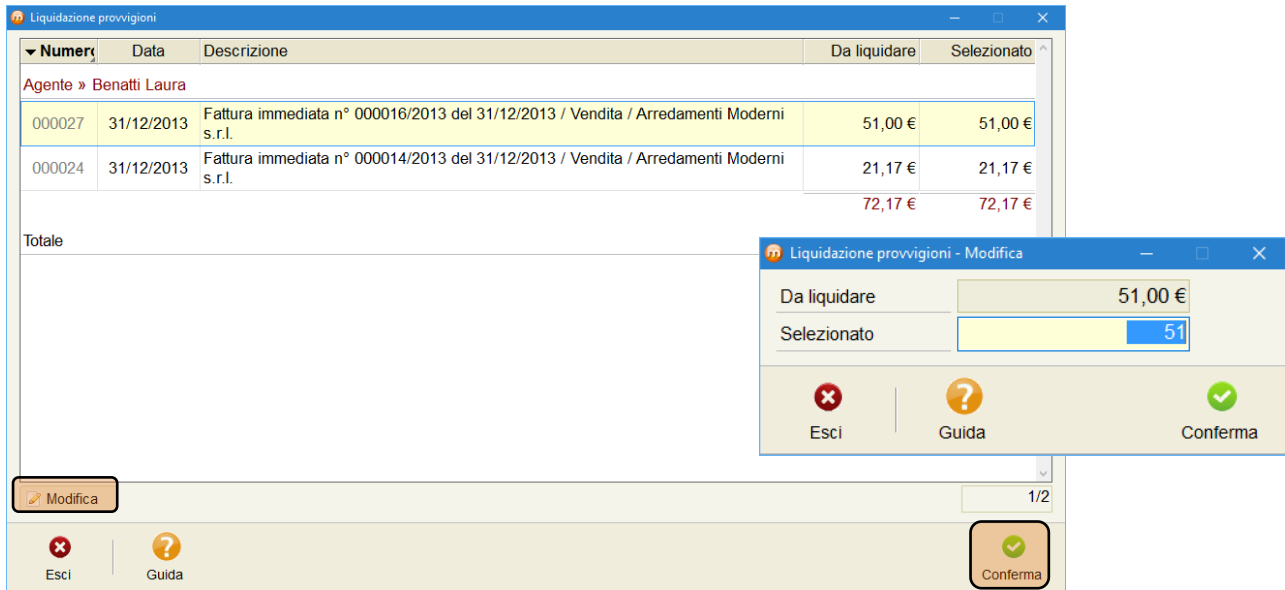 Liquidazione provvigioni
Numero Data Descrizione Da liquidare Selezionato
Agente » Benatti Laura
000027 31/12/2013 Fattura immediata n° 000016/2013 del 31/12/2013 / Vendita / Arredamenti Moderni 51,00 € 51,00 €
s.r.l.
000024 31/12/2013 Fattura immediata n° 000014/2013 del 31/12/2013 / Vendita / Arredamenti Moderni 21,17 € 21,17 €
s.r.l.
72,17 € 72,17 €
Totale
Liquidazione provvigioni - Modifica
Da liquidare 51,00 €
Selezionato 51
Esci Guida Conferma
Modifica 1/2
Esci Guida Conferma